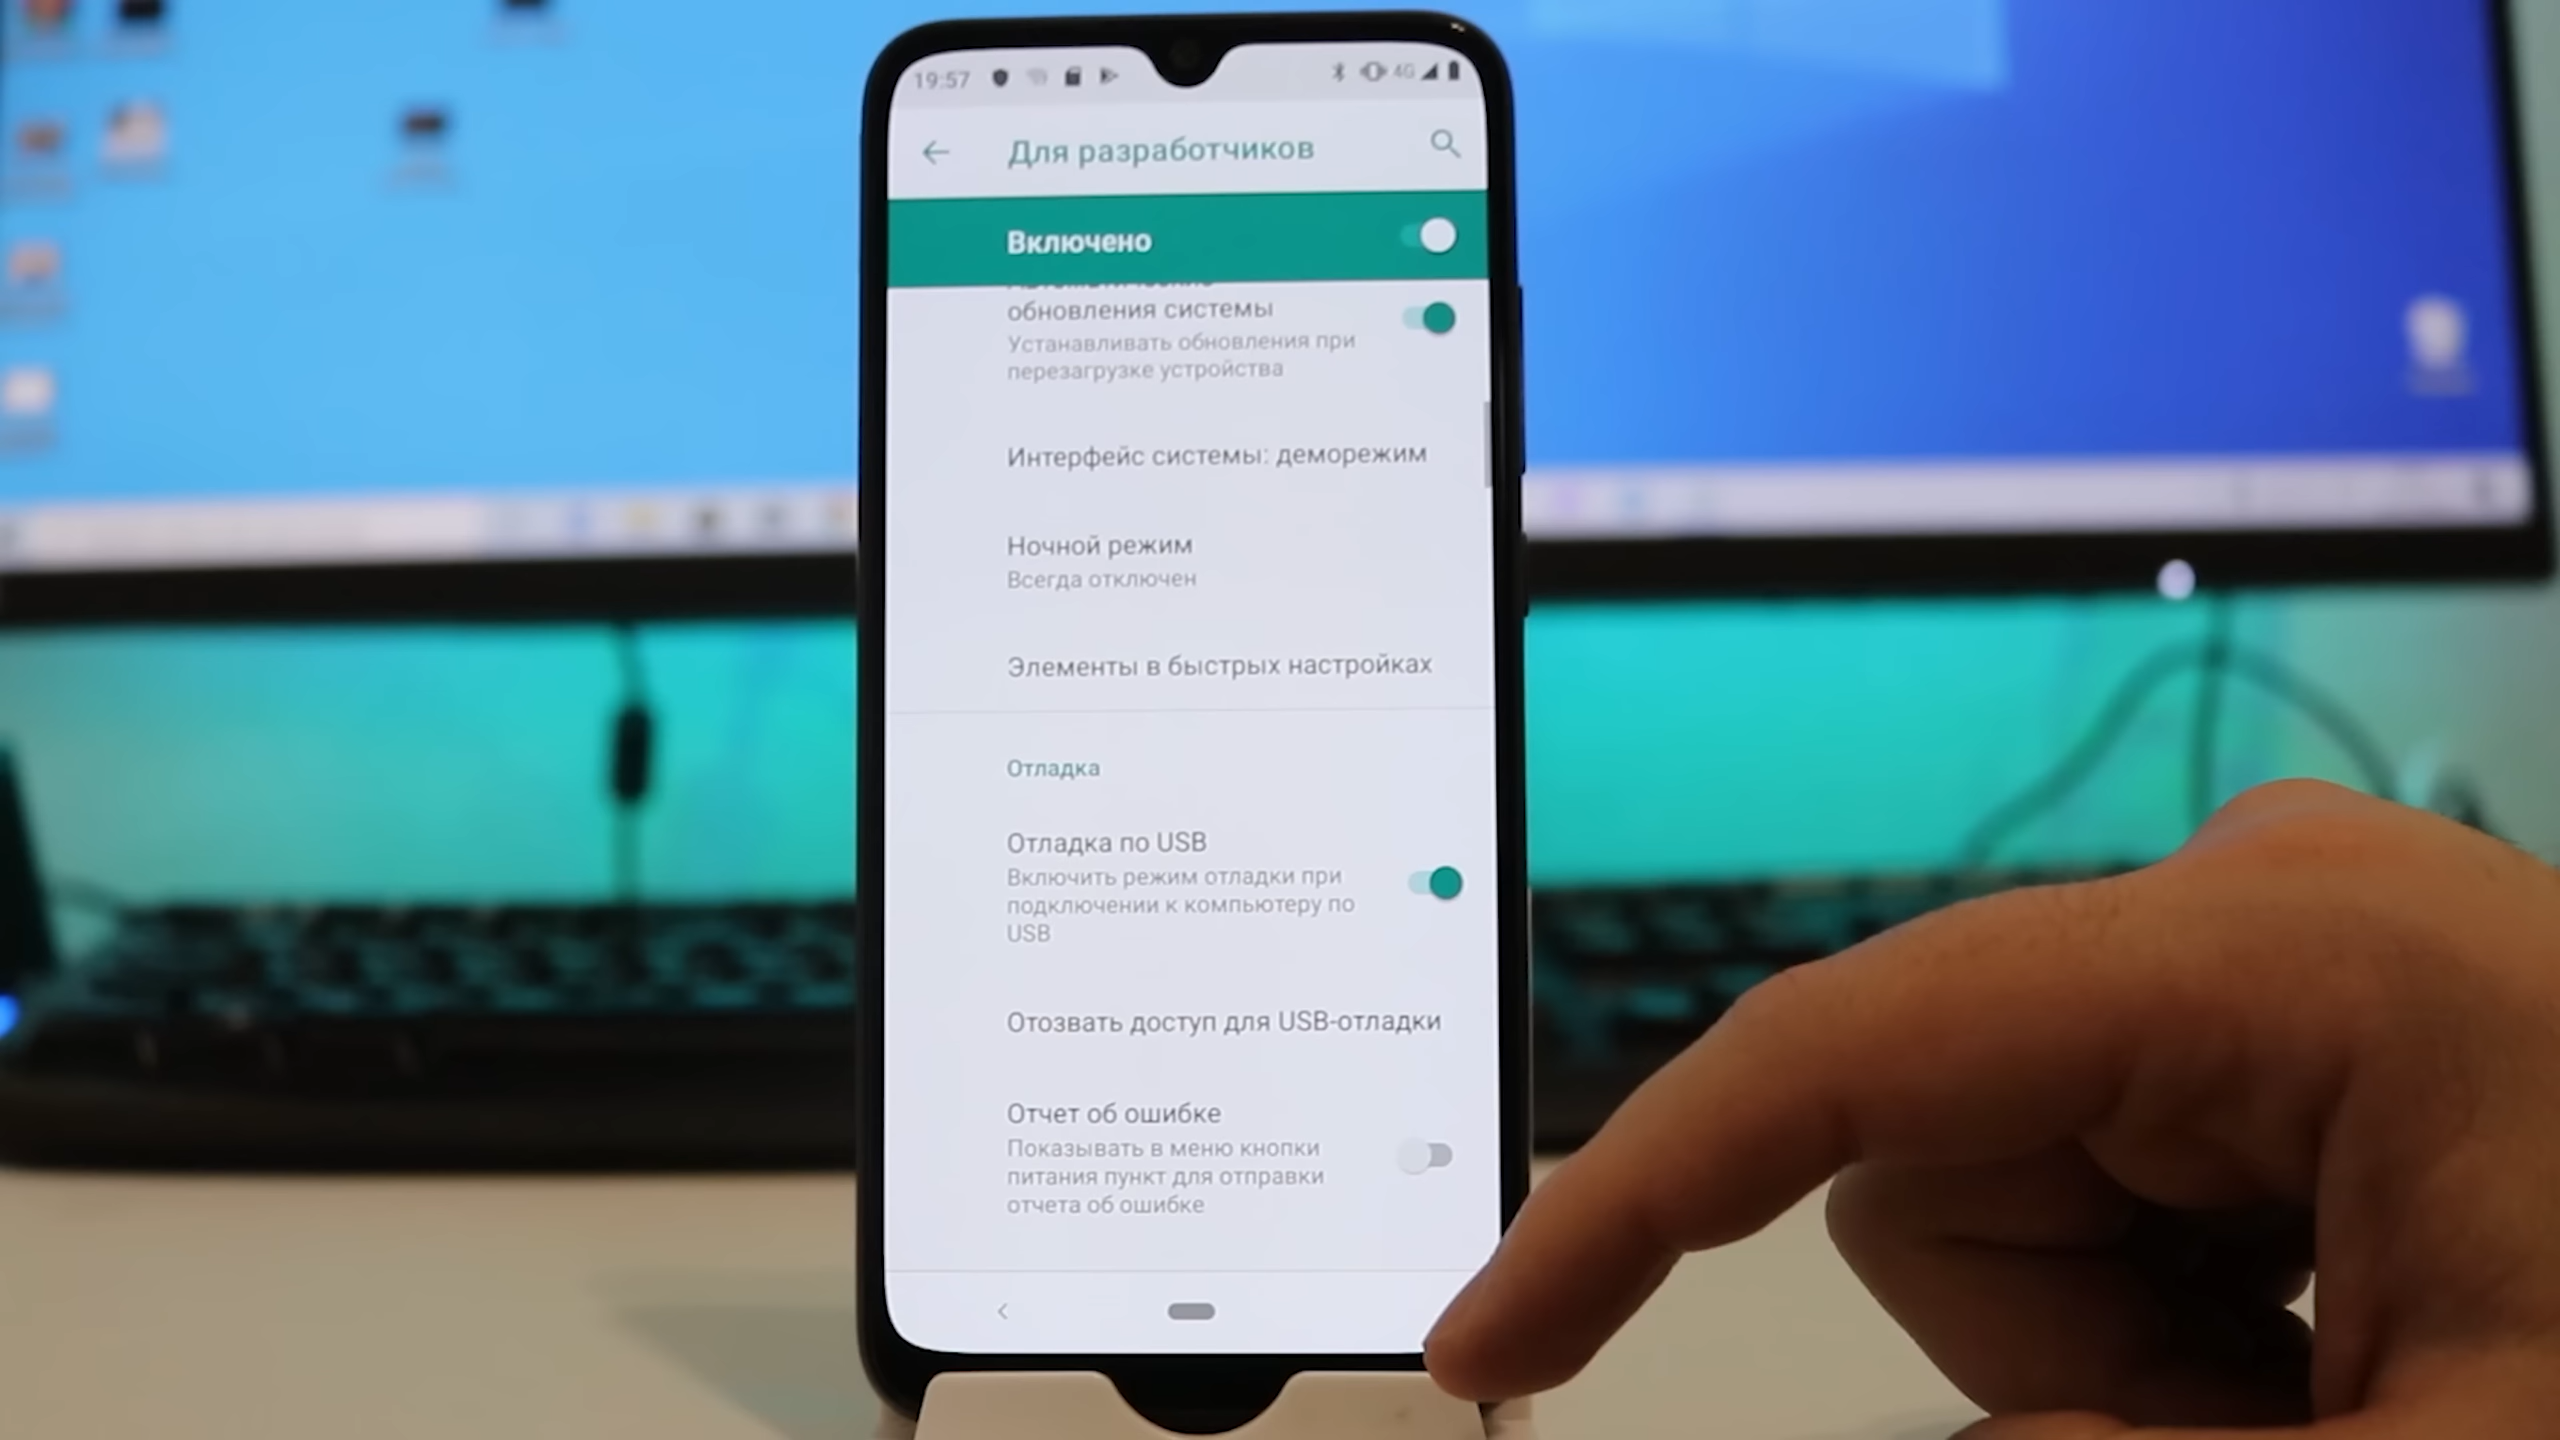 19:57
4G
Для разработчиков
Включено
обновления системы
Устанавливать обновления при
перезагрузке устройства
Интерфейс системы: деморежим
Ночной режим
Всегда отключен
Элементы в быстрых настройках
Отладка
Отладка по USB
Включить режим отладки при
подключении к компьютеру по
USB
Отозвать доступ для USB-отладки
Отчет об ошибке
Показывать в меню кнопки
питания пункт для отправки
отчета об ошибке